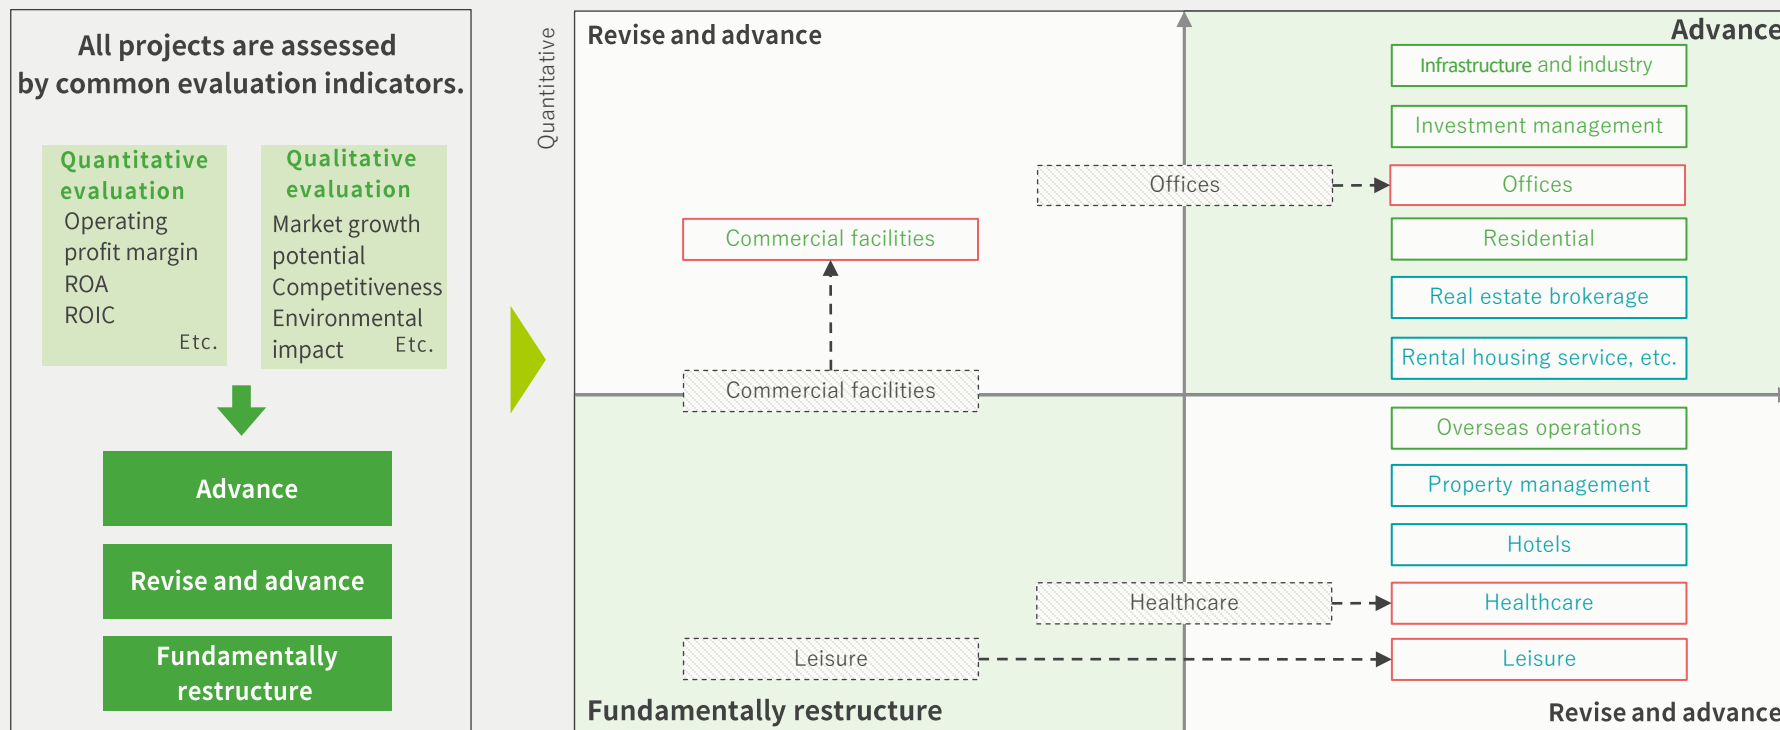 All projects are assessed
by common evaluation indicators.
Quantitative
evaluation
Operating
profit margin
ROA
ROIC
Etc.
Qualitative
evaluation
Market growth
potential
Competitiveness
Environmental
impact
Etc.
Advance
Revise and advance
Fundamentally
restructure
Quantitative
Revise and advance
Advance
Infrastructure and industry
Investment management
Offices
Offices
Commercial facilities
Residential
Real estate brokerage
Rental housing service, etc.
Commercial facilities
Overseas operations
Property management
Hotels
Healthcare
Healthcare
Leisure
Leisure
Fundamentally restructure
Revise and advance